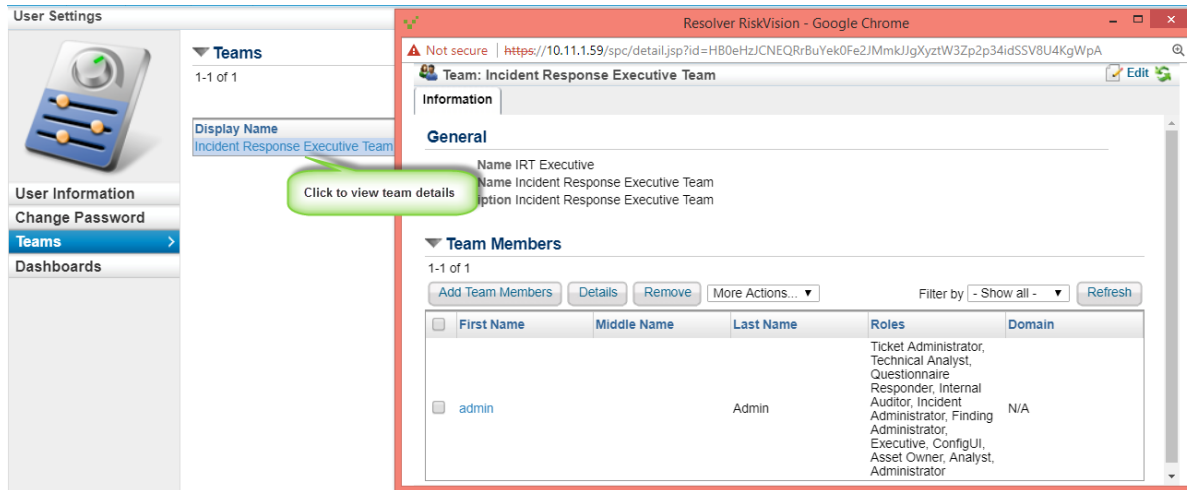 User Settings
User Information
Change Password
Teams
Dashboards
Teams
1-1 of 1
Display Name
Incident Response Executive Team
Click to view team details
Resolver RiskVision - Google Chrome
Not secure https://10.11.1.59/spc/detail.jsp?id=HB0eHzJCNEQRrBuYek0Fe2JMmkJJgXyztW3Zp2p34idSSV8U4KgWpA
Team: Incident Response Executive Team
Edit
Information
General
Name IRT Executive
Name Incident Response Executive Team
iption Incident Response Executive Team
Team Members
1-1 of 1
Add Team Members Details Remove More Actions... Filter by - Show all - Refresh
First Name Middle Name Last Name Roles Domain
admin Admin N/A
Ticket Administrator,
Technical Analyst,
Questionnaire
Responder, Internal
Auditor, Incident
Administrator, Finding
Administrator,
Executive, ConfigUI,
Asset Owner, Analyst,
Administrator